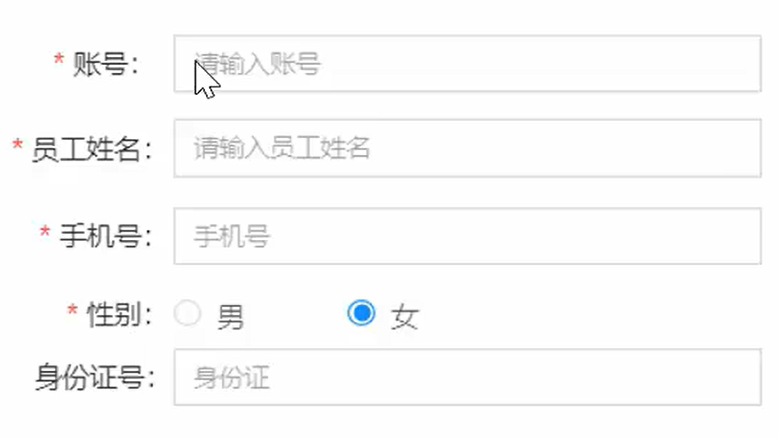 * 账号： 请输入账号
* 员工姓名： 请输入员工姓名
* 手机号： 手机号
* 性别： 男 女
身份证号： 身份证